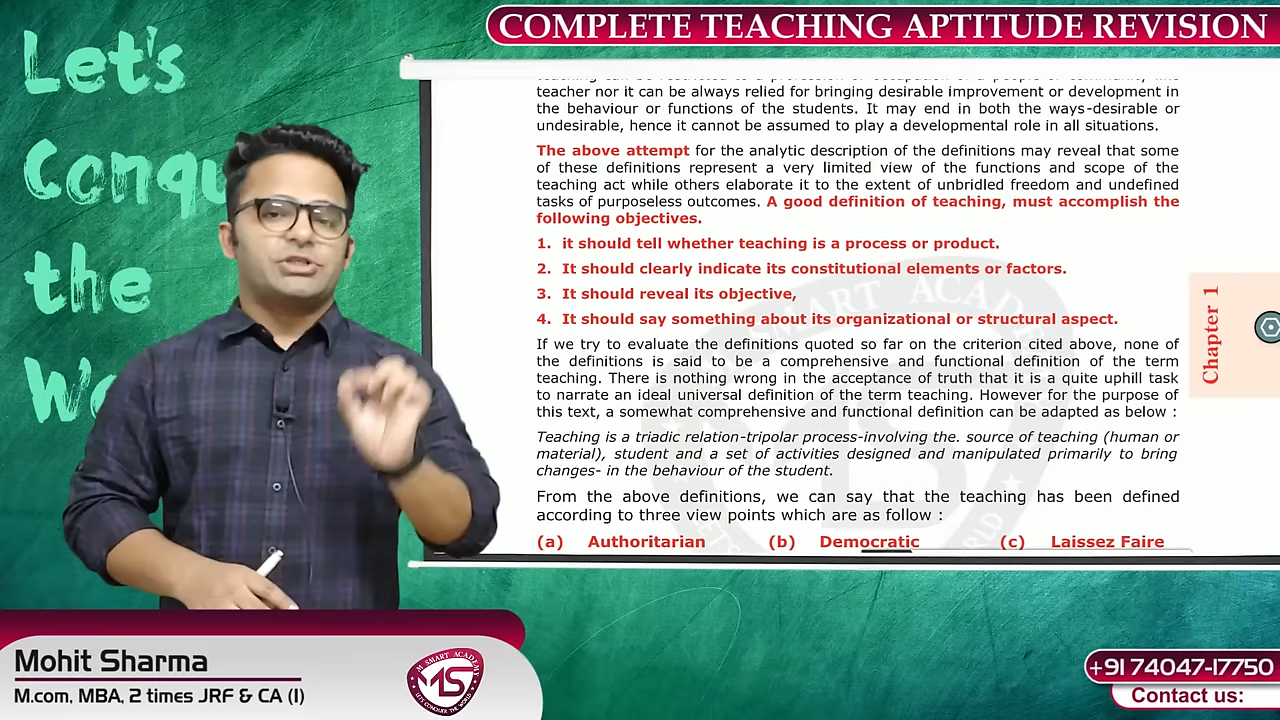 COMPLETE TEACHING APTITUDE REVISION
Let's
Conqu
the
Wo
teacher nor it can be always relied for bringing desirable improvement or development in
the behaviour or functions of the students. It may end in both the ways-desirable or
undesirable, hence it cannot be assumed to play a developmental role in all situations.
The above attempt for the analytic description of the definitions may reveal that some
of these definitions represent a very limited view of the functions and scope of the
teaching act while others elaborate it to the extent of unbridled freedom and undefined
tasks of purposeless outcomes. A good definition of teaching, must accomplish the
following objectives.
1. it should tell whether teaching is a process or product.
2. It should clearly indicate its constitutional elements or factors.
3. It should reveal its objective,
4. It should say something about its organizational or structural aspect.
If we try to evaluate the definitions quoted so far on the criterion cited above, none of
the definitions is said to be a comprehensive and functional definition of the term
teaching. There is nothing wrong in the acceptance of truth that it is a quite uphill task
to narrate an ideal universal definition of the term teaching. However for the purpose of
this text, a somewhat comprehensive and functional definition can be adapted as below :
Teaching is a triadic relation-tripolar process-involving the. source of teaching (human or
material), student and a set of activities designed and manipulated primarily to bring
changes- in the behaviour of the student.
From the above definitions, we can say that the teaching has been defined
according to three view points which are as follow :
(a) Authoritarian (b) Democratic (c) Laissez Faire
Chapter 1
Mohit Sharma
M.com, MBA, 2 times JRF & CA (I)
M SMART ACADEMY
MS
LETS CONQUER THE WORLD
+91 74047-17750
Contact us: